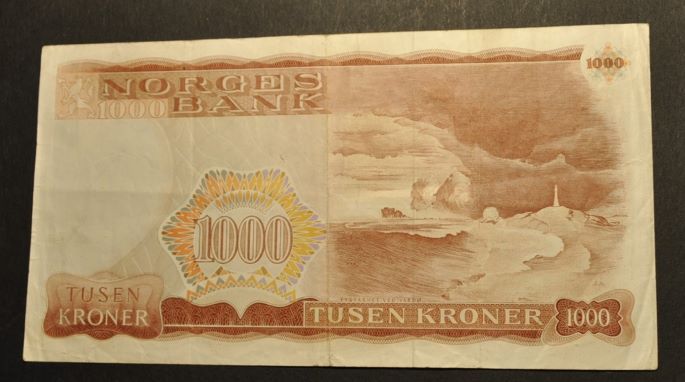 NORGES
1000 BANK
1000
1000
TUSEN
KRONER
TUSEN KRONER
1000